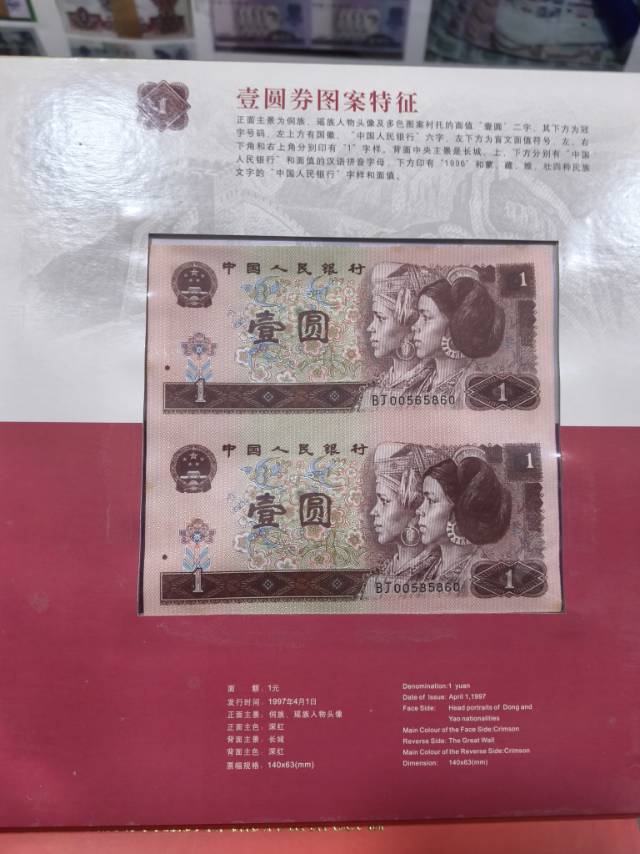 1
壹圆券图案特征
正面主景为侗族、瑶族人物头像及多色图案衬托的面值“壹圆”二字。其下方为冠
字号码。左上方有国徽、“中国人民银行”六字。左下方为盲文面值符号。左、右
下角和右上角分别印有“1”字样。背面中央主景是长城。上、下方分别有“中国
人民银行”和面值的汉语拼音字母。下方印有“1996”和蒙、藏、维、壮四种民族
文字的“中国人民银行”字样和面值。
中国人民银行
1
壹圆
1
BJ00565860
1
中国人民银行
1
壹圆
1
BJ00585860
1
面 额：1元
发行时间：1997年4月1日
正面主景：侗族、瑶族人物头像
正面主色：深红
背面主景：长城
背面主色：深红
票幅规格：140x63(mm)
Denomination:1 yuan
Date of Issue: April 1,1997
Face Side: Head portraits of Dong and
Yao nationalities
Main Colour of the Face Side:Crimson
Reverse Side: The Great Wall
Main Colour of the Reverse Side:Crimson
Dimension: 140x63(mm)